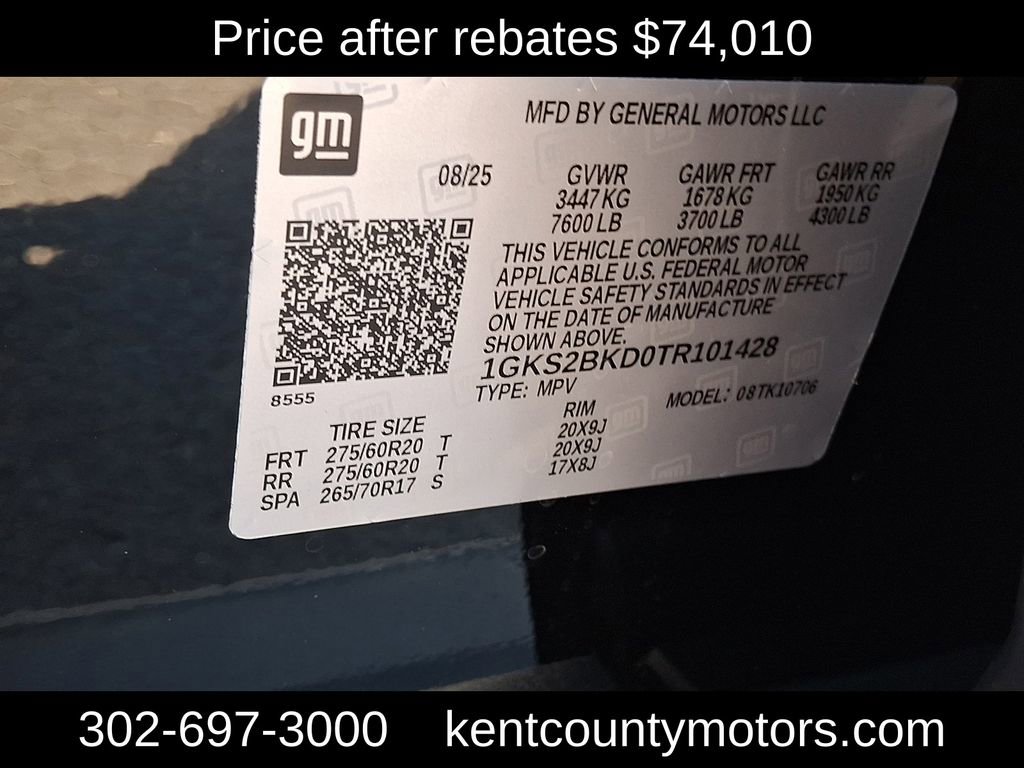 Price after rebates $74,010
gm
MFD BY GENERAL MOTORS LLC
08/25 GVWR GAWR FRT GAWR RR
3447 KG 1678 KG 1950 KG
7600 LB 3700 LB 4300 LB
THIS VEHICLE CONFORMS TO ALL
APPLICABLE U.S. FEDERAL MOTOR
VEHICLE SAFETY STANDARDS IN EFFECT
ON THE DATE OF MANUFACTURE
SHOWN ABOVE.
1GKS2BKD0TR101428
TYPE: MPV MODEL: 08TK10706
8555
TIRE SIZE RIM
FRT 275/60R20 T 20X9J
RR 275/60R20 T 20X9J
SPA 265/70R17 S 17X8J
302-697-3000 kentcountymotors.com